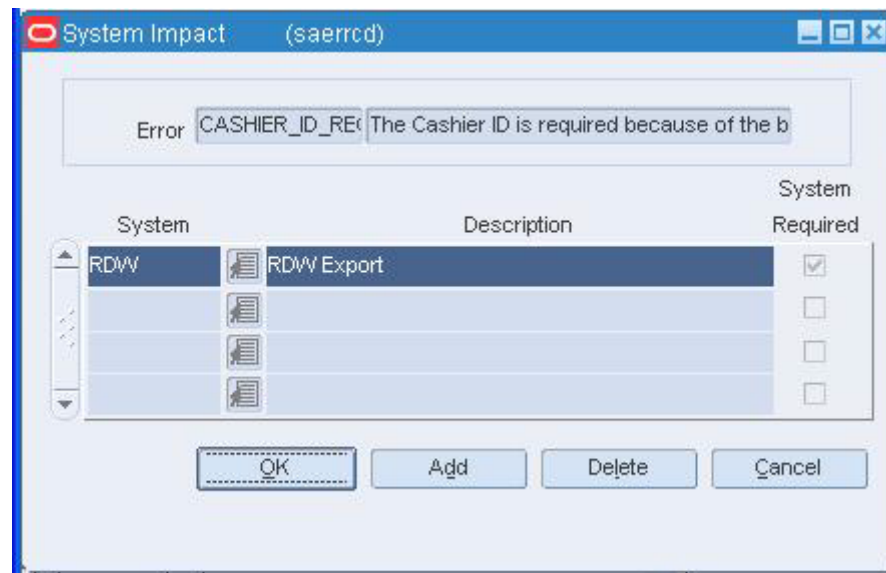 System Impact (saerrcd)
Error CASHIER_ID_RE The Cashier ID is required because of the b
System
System Description Required
RDW RDW Export
OK Add Delete Cancel